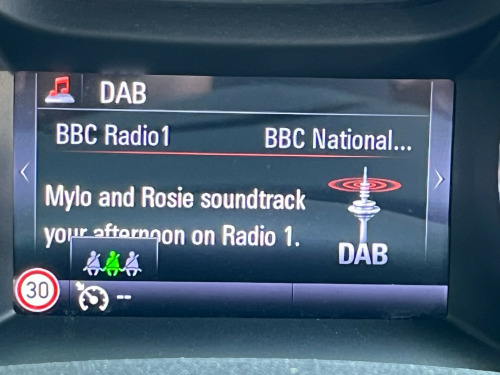 DAB
BBC Radio1 BBC National...
Mylo and Rosie soundtrack
your afternoon on Radio 1.
DAB
30
--